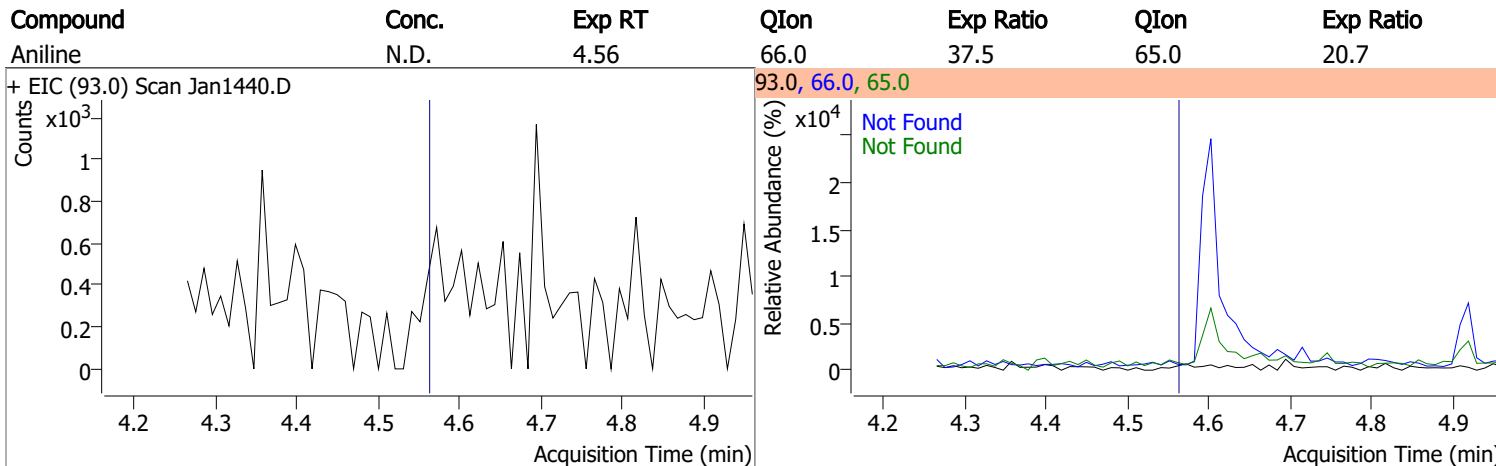 Compound Conc. Exp RT QIon Exp Ratio QIon Exp Ratio
Aniline N.D. 4.56 66.0 37.5 65.0 20.7
+ EIC (93.0) Scan Jan1440.D
Counts
x10³
1
0.8
0.6
0.4
0.2
0
4.2 4.3 4.4 4.5 4.6 4.7 4.8 4.9
Acquisition Time (min)
93.0, 66.0, 65.0
Relative Abundance (%)
x10⁴
Not Found
Not Found
2
1.5
1
0.5
0
4.2 4.3 4.4 4.5 4.6 4.7 4.8 4.9
Acquisition Time (min)